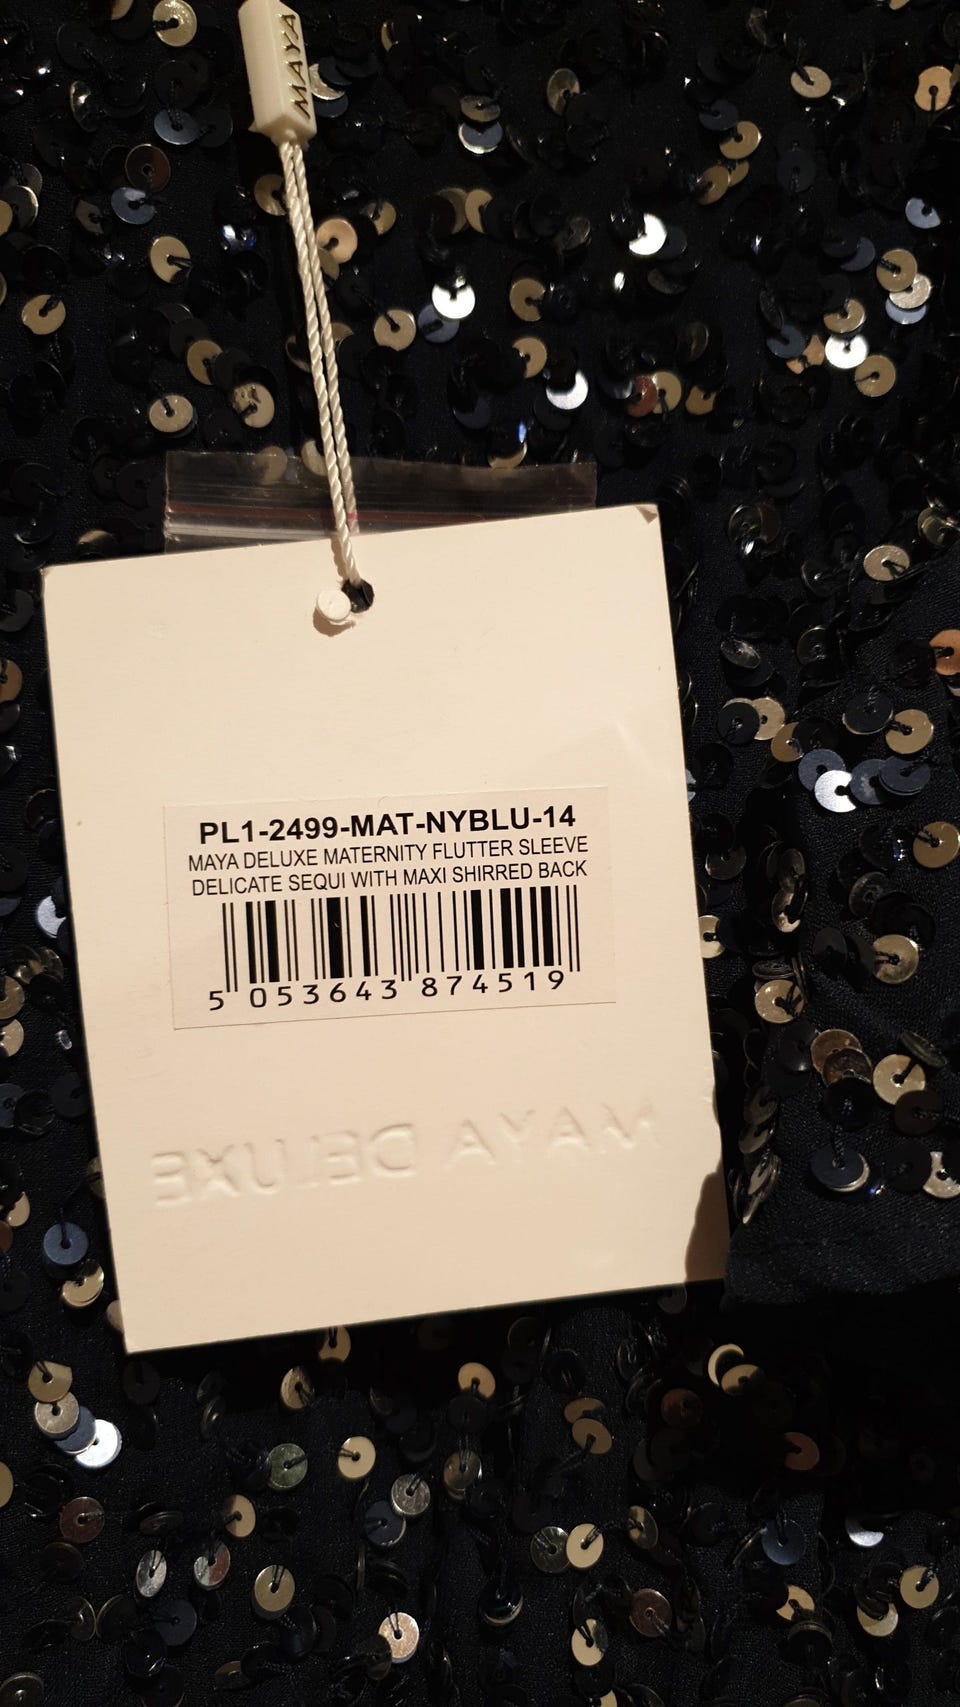 MAYA
PL1-2499-MAT-NYBLU-14
MAYA DELUXE MATERNITY FLUTTER SLEEVE
DELICATE SEQUI WITH MAXI SHIRRED BACK
5 053643 874519
MAYA DELUXE